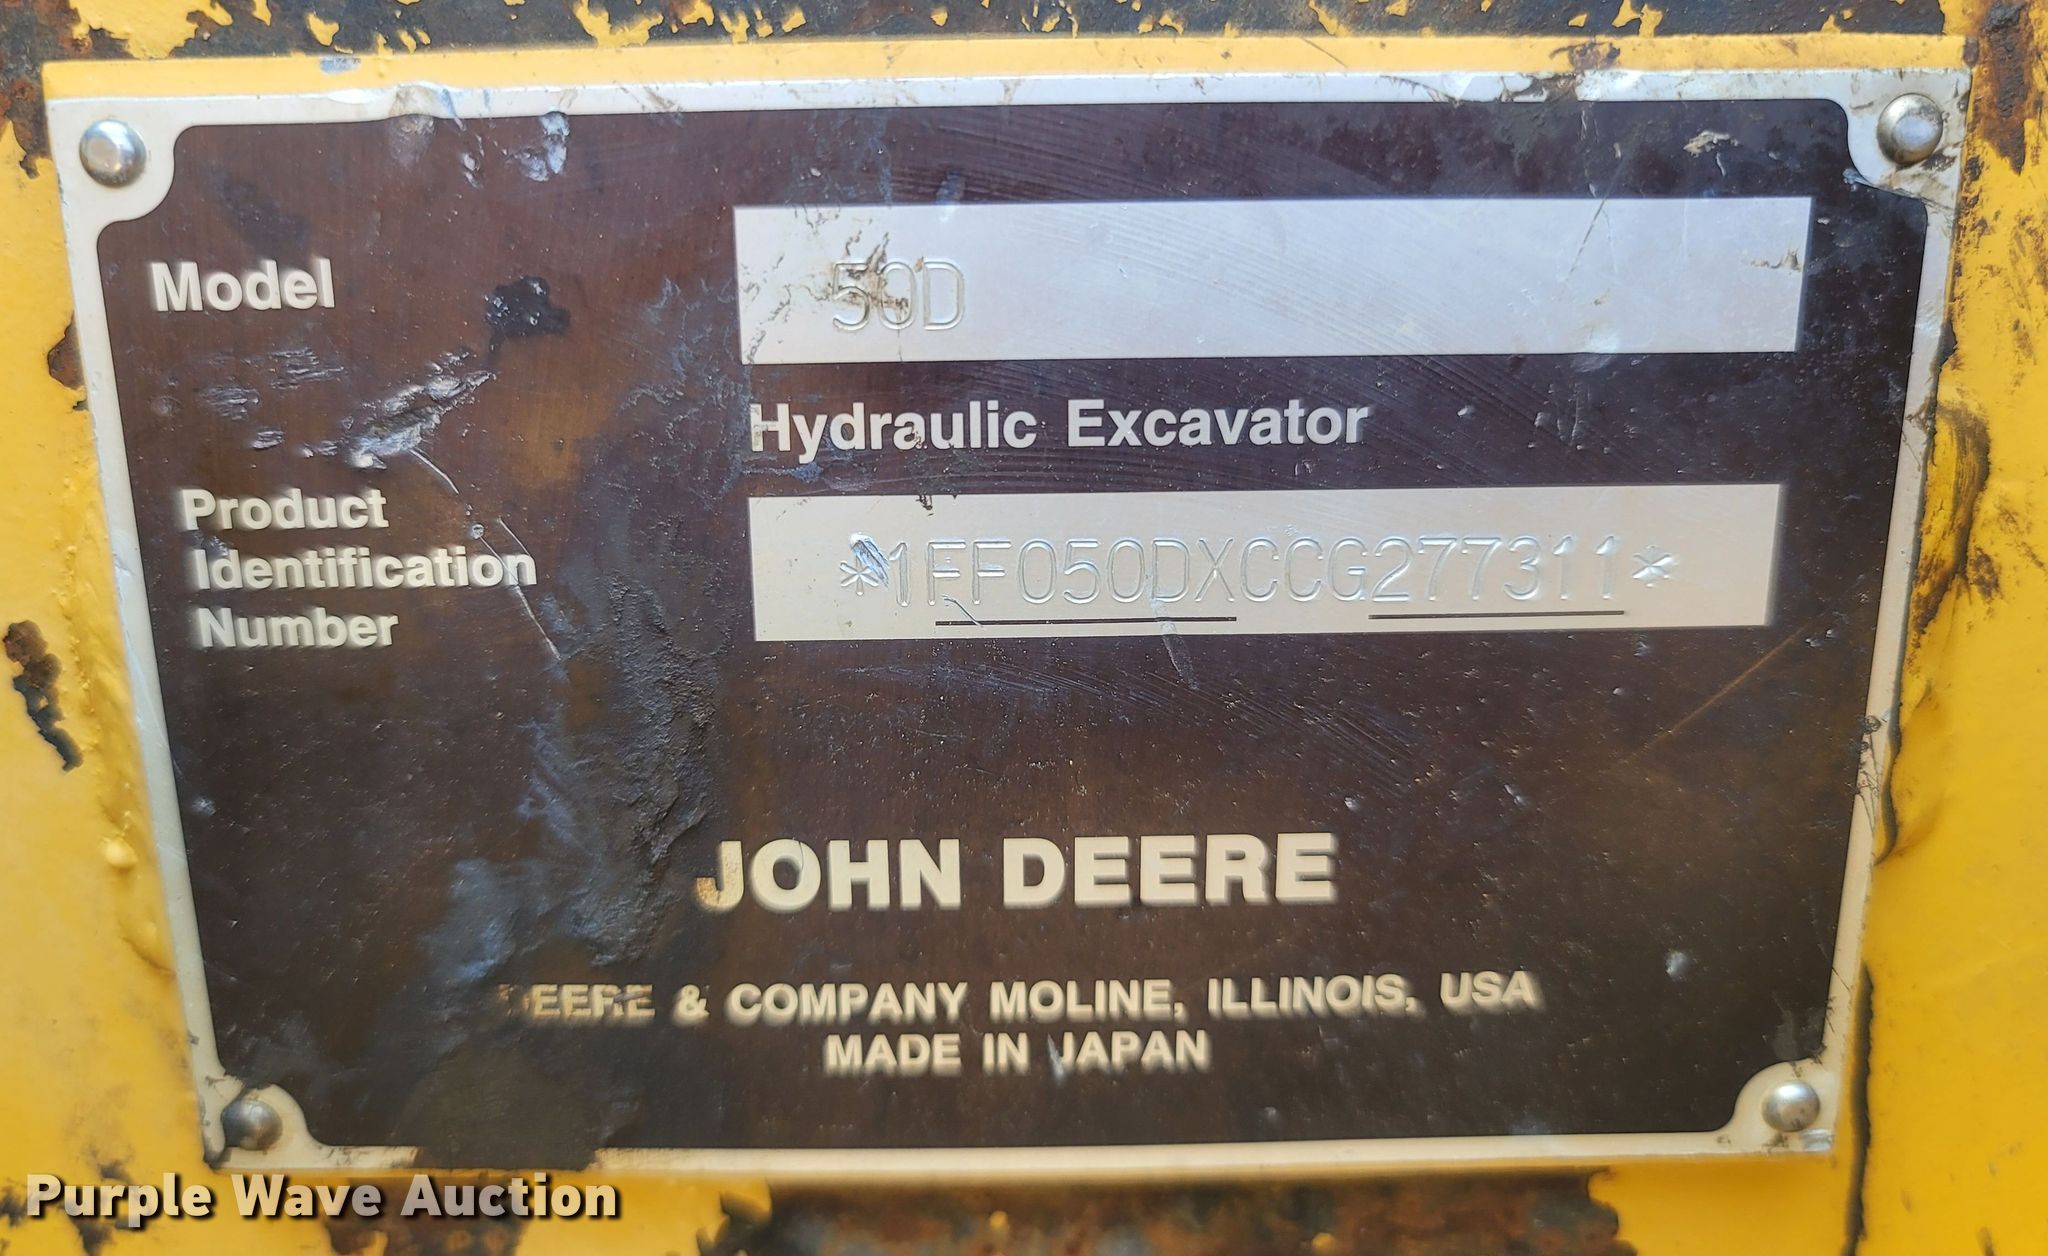 Model
50D
Hydraulic Excavator
Product
Identification
Number
*1FF050DXCCG277311*
JOHN DEERE
DEERE & COMPANY MOLINE, ILLINOIS, USA
MADE IN JAPAN
Purple Wave Auction